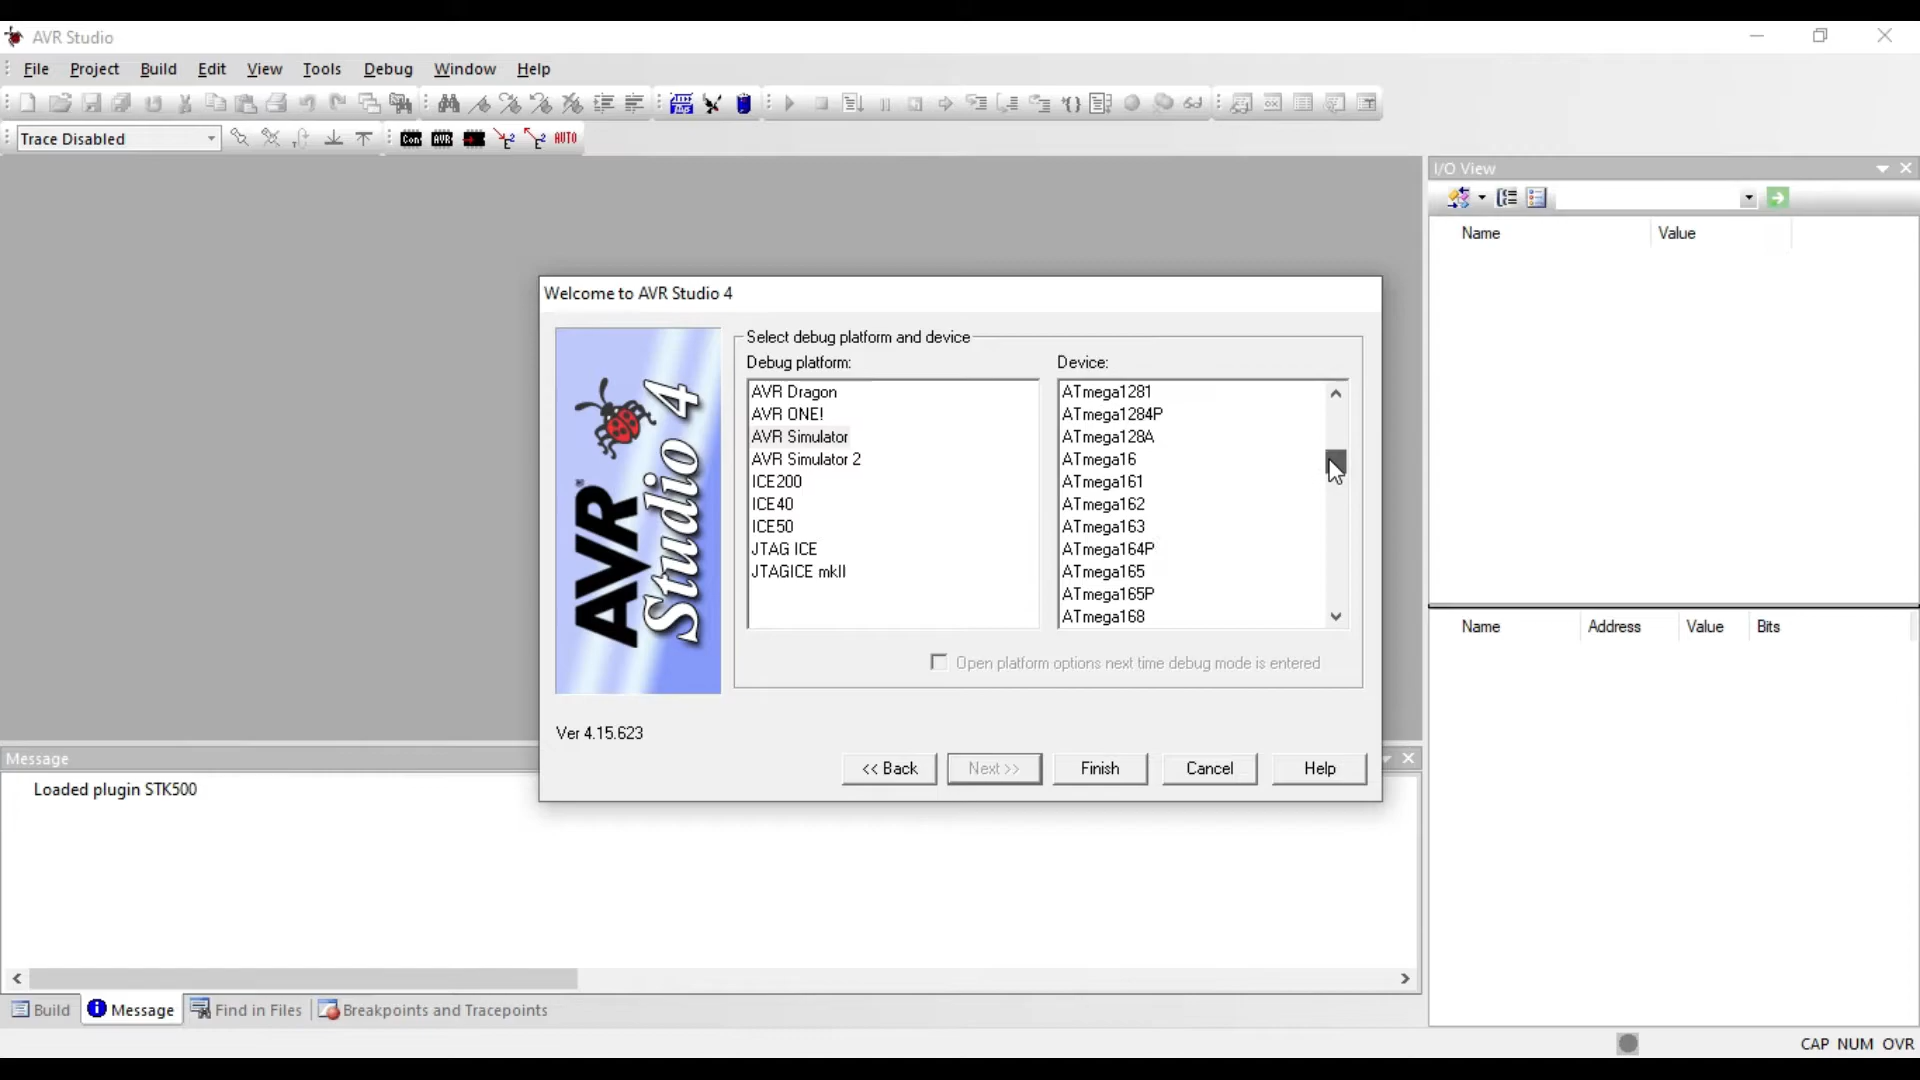 AVR Studio
File Project Build Edit View Tools Debug Window Help
Trace Disabled
Con AVR AUTO
I/O View
Name Value
Welcome to AVR Studio 4
AVR Studio 4
Select debug platform and device
Debug platform: Device:
AVR Dragon
AVR ONE!
AVR Simulator
AVR Simulator 2
ICE200
ICE40
ICE50
JTAG ICE
JTAGICE mkII
ATmega1281
ATmega1284P
ATmega128A
ATmega16
ATmega161
ATmega162
ATmega163
ATmega164P
ATmega165
ATmega165P
ATmega168
Open platform options next time debug mode is entered
Ver 4.15.623
<< Back Next >> Finish Cancel Help
Name Address Value Bits
Message
Loaded plugin STK500
Build Message Find in Files Breakpoints and Tracepoints
CAP NUM OVR